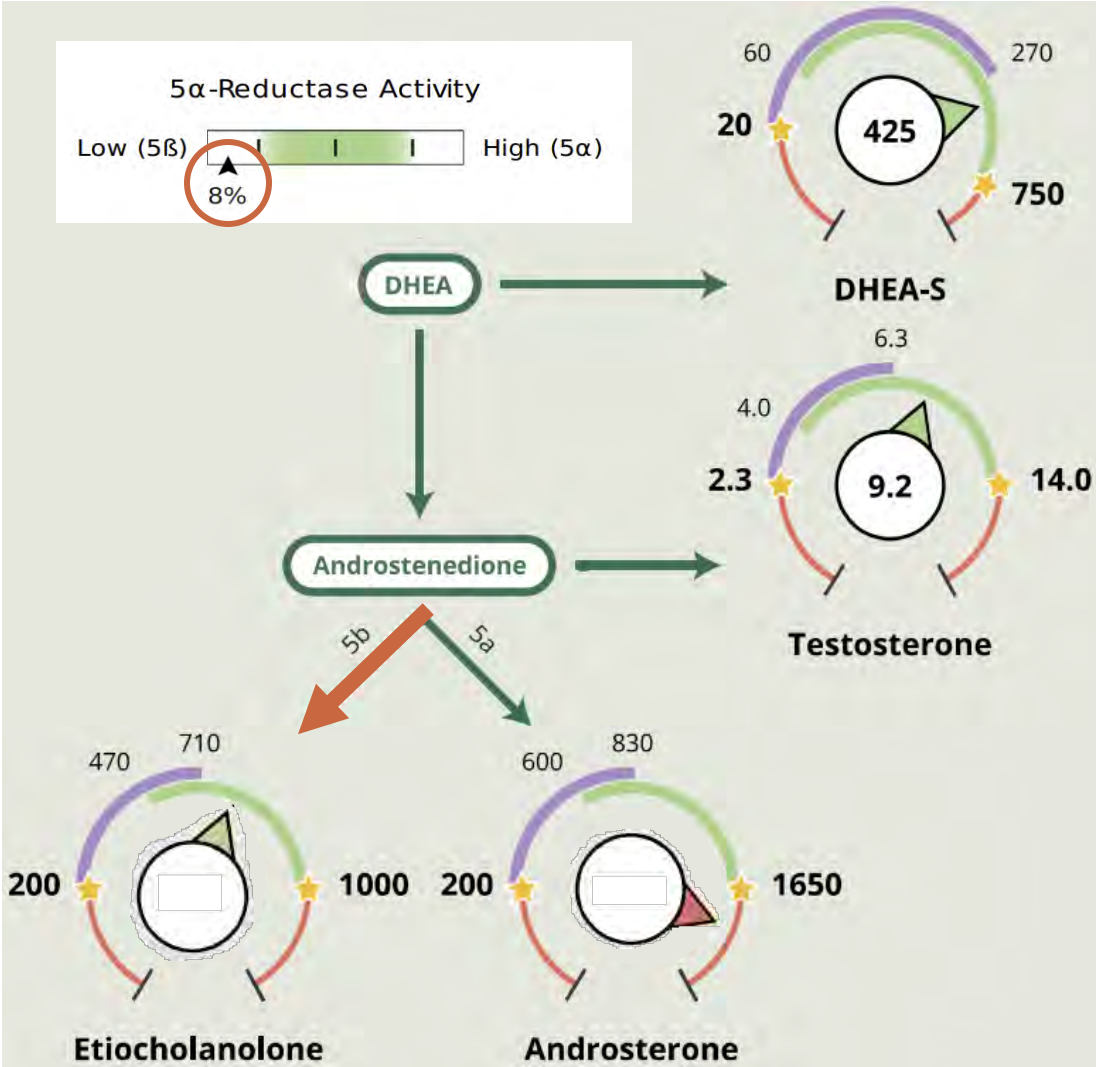 5α-Reductase Activity
Low (5ß)
High (5α)
8%
60
270
20
425
750
DHEA-S
DHEA
6.3
4.0
2.3
9.2
14.0
Testosterone
Androstenedione
5b
5a
710
470
200
1000
Etiocholanolone
830
600
200
1650
Androsterone